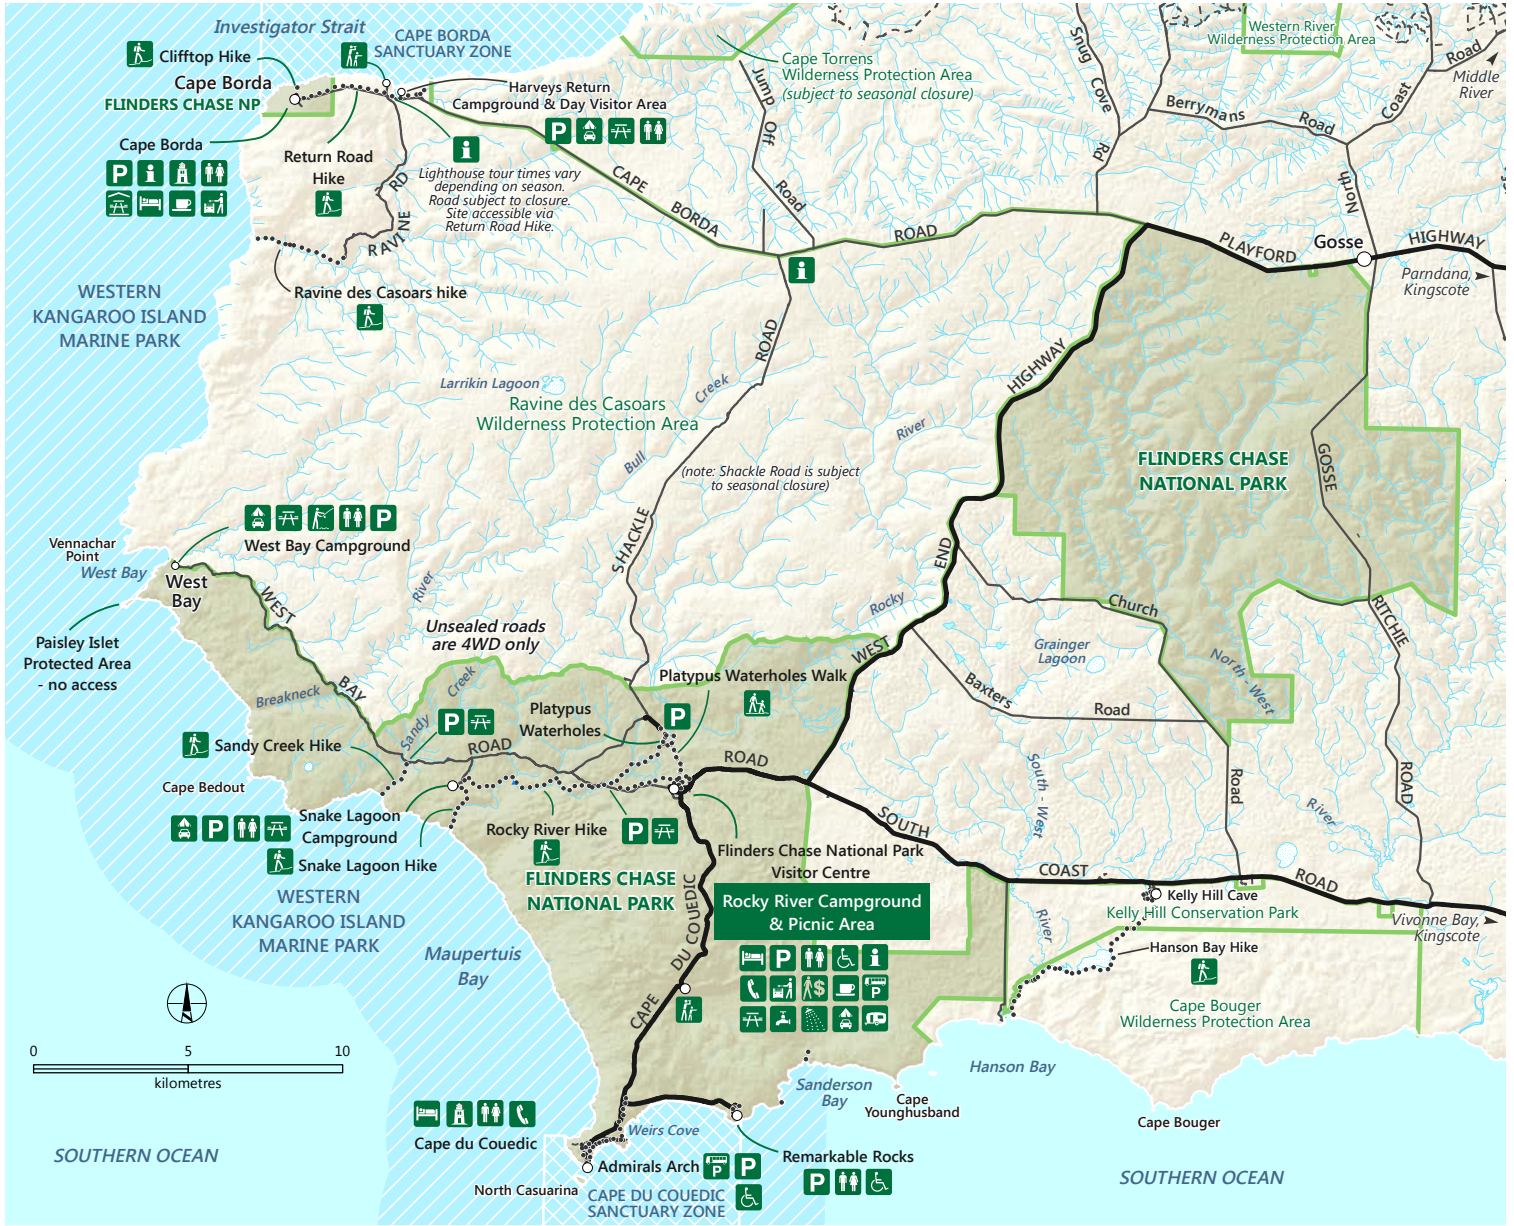 Investigator Strait
CAPE BORDA
SANCTUARY ZONE
Clifftop Hike
Cape Borda
FLINDERS CHASE NP
Harveys Return
Campground & Day Visitor Area
Cape Borda
Return Road
Hike
Lighthouse tour times vary
depending on season.
Road subject to closure.
Site accessible via
Return Road Hike.
RAVINE RD
Ravine des Casoars hike
Cape Torrens
Wilderness Protection Area
(subject to seasonal closure)
Western River
Wilderness Protection Area
Jump Off Road
Snug Cove Rd
Berrymans Road
North Coast Road
Middle
River
CAPE BORDA ROAD
PLAYFORD HIGHWAY
Gosse
Parndana,
Kingscote
WESTERN
KANGAROO ISLAND
MARINE PARK
Larrikin Lagoon
Ravine des Casoars
Wilderness Protection Area
Bull Creek
(note: Shackle Road is subject
to seasonal closure)
SHACKLE ROAD
Rocky River
WEST END HIGHWAY
FLINDERS CHASE
NATIONAL PARK
GOSSE RITCHIE ROAD
West Bay Campground
Vennachar
Point
West Bay
West
Bay
Paisley Islet
Protected Area
- no access
WEST BAY ROAD
Breakneck River
Unsealed roads
are 4WD only
Sandy Creek
Platypus Waterholes Walk
Platypus
Waterholes
Church Road
Grainger
Lagoon
Baxters Road
North - West River
South - West River
Sandy Creek Hike
Cape Bedout
Snake Lagoon
Campground
Snake Lagoon Hike
Rocky River Hike
FLINDERS CHASE
NATIONAL PARK
Flinders Chase National Park
Visitor Centre
Rocky River Campground
& Picnic Area
SOUTH COAST ROAD
Kelly Hill Cave
Kelly Hill Conservation Park
Vivonne Bay,
Kingscote
Hanson Bay Hike
Cape Bouger
Wilderness Protection Area
WESTERN
KANGAROO ISLAND
MARINE PARK
Maupertuis
Bay
CAPE DU COUEDIC ROAD
0 5 10
kilometres
Hanson Bay
Sanderson
Bay
Cape
Younghusband
Cape Bouger
Cape du Couedic
Weirs Cove
Remarkable Rocks
Admirals Arch
North Casuarina
CAPE DU COUEDIC
SANCTUARY ZONE
SOUTHERN OCEAN
SOUTHERN OCEAN